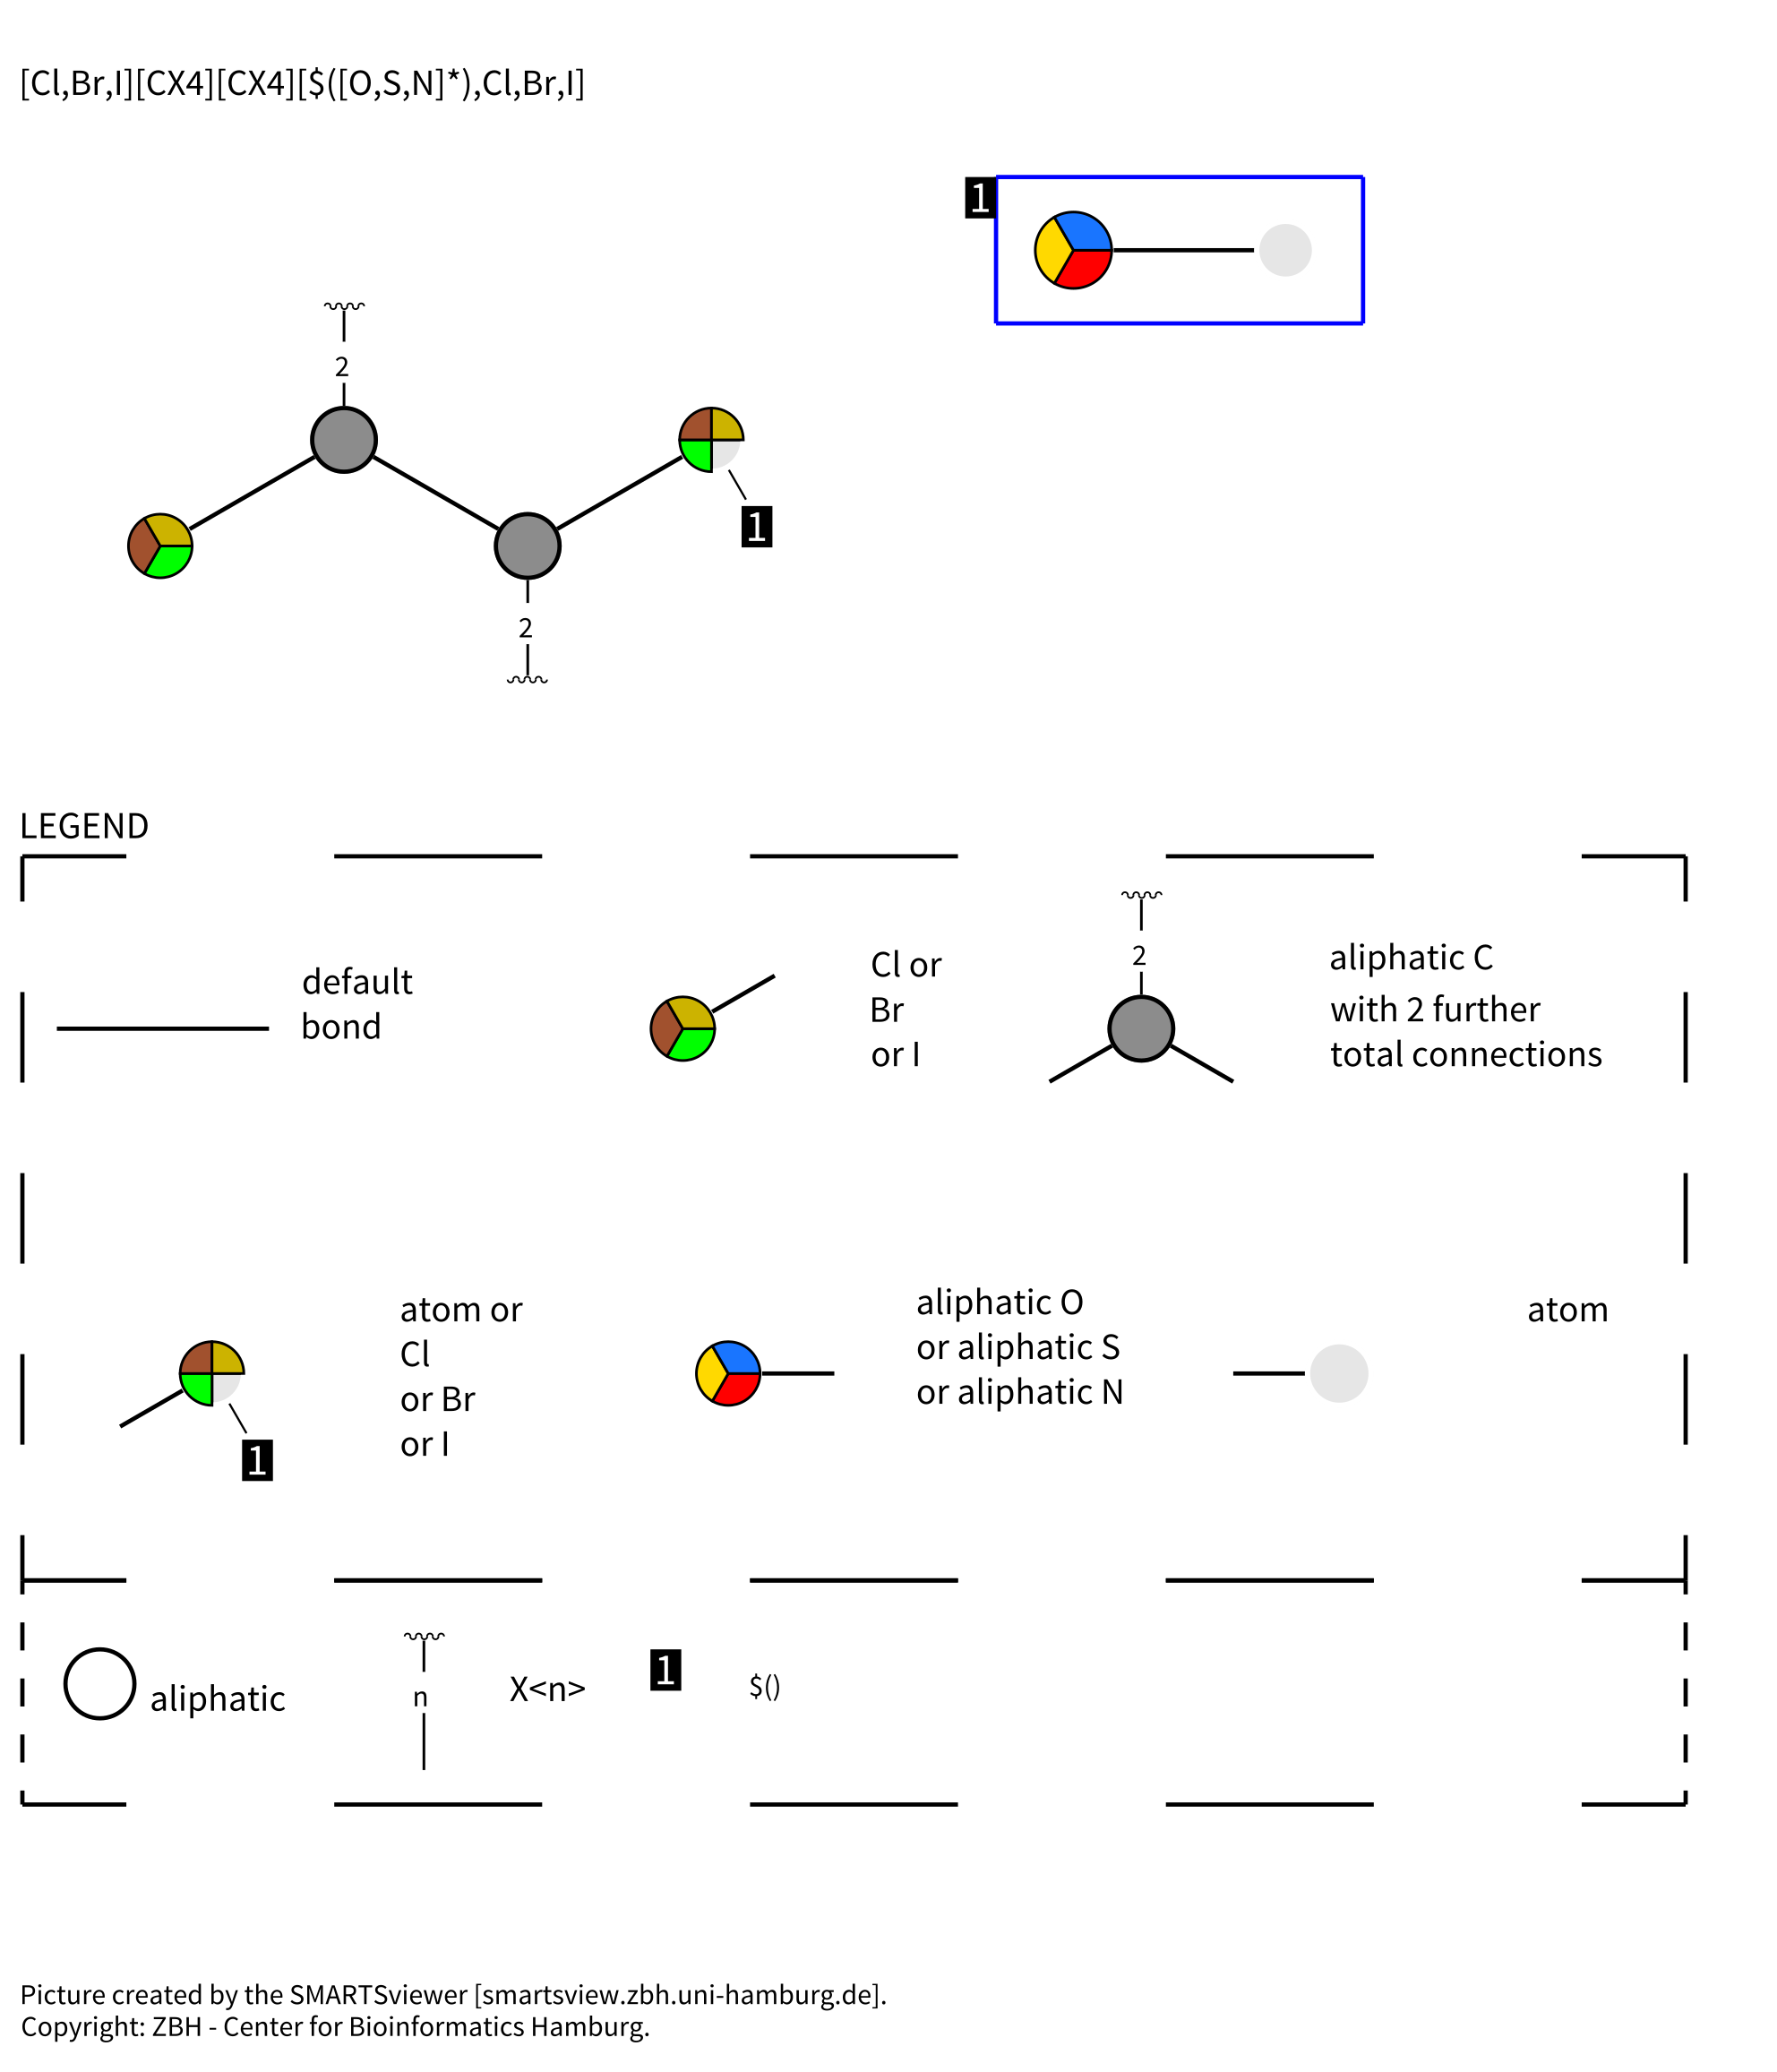 [Cl,Br,I][CX4][CX4][$([O,S,N]*),Cl,Br,I]
1
2
1
2
LEGEND
default
bond
Cl or
Br
or I
2
aliphatic C
with 2 further
total connections
atom or
Cl
or Br
or I
1
aliphatic O
or aliphatic S
or aliphatic N
atom
aliphatic
n
X<n>
1
$()
Picture created by the SMARTSviewer [smartsview.zbh.uni-hamburg.de].
Copyright: ZBH - Center for Bioinformatics Hamburg.